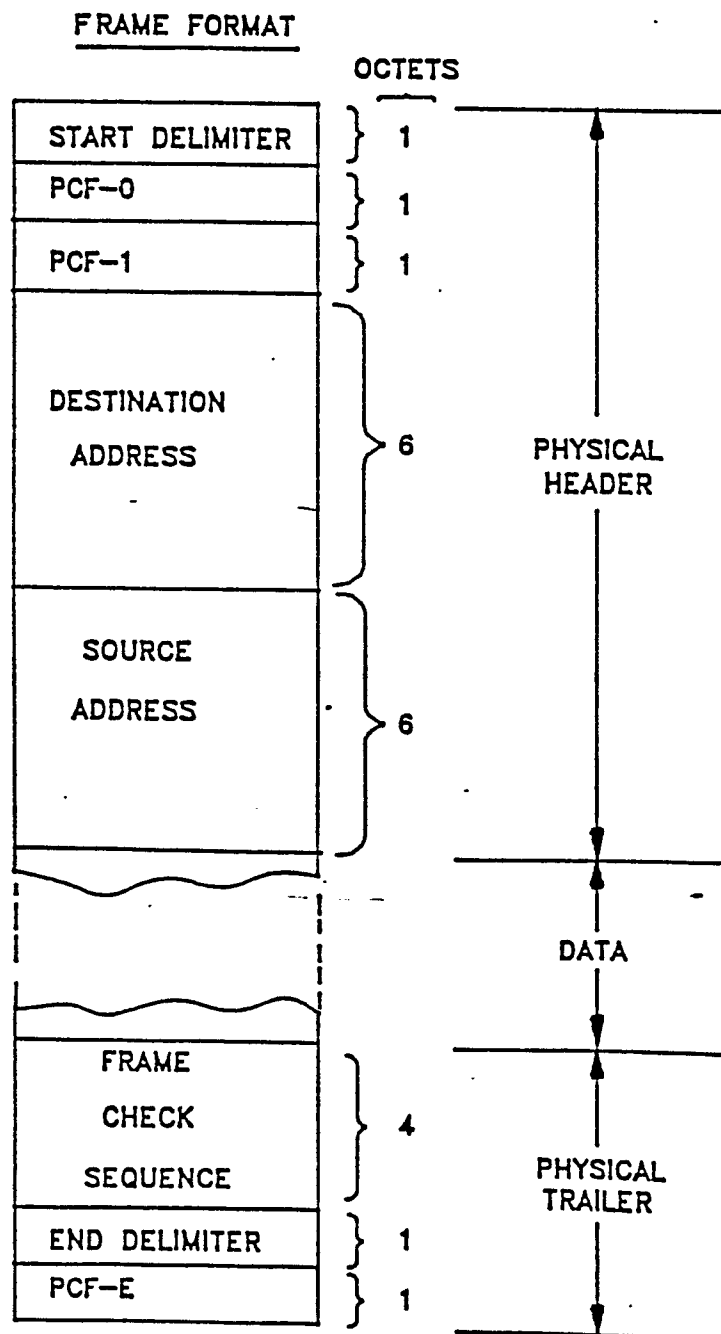 FRAME FORMAT
OCTETS
START DELIMITER
1
PCF-0
1
PCF-1
1
DESTINATION
ADDRESS
6
PHYSICAL
HEADER
SOURCE
ADDRESS
6
DATA
FRAME
CHECK
SEQUENCE
4
PHYSICAL
TRAILER
END DELIMITER
1
PCF-E
1